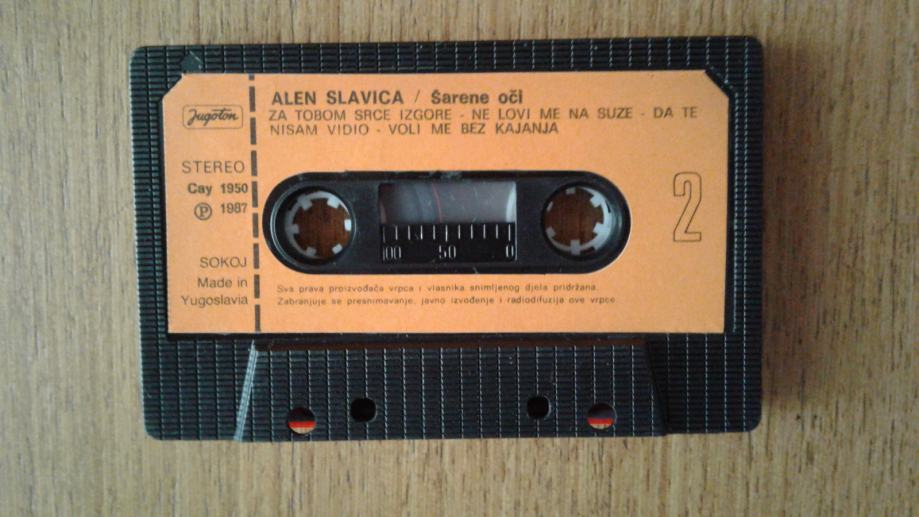 Jugoton
STEREO
Cay 1950
Ⓟ 1987
SOKOJ
Made in
Yugoslavia
ALEN SLAVICA / Šarene oči
ZA TOBOM SRCE IZGORE - NE LOVI ME NA SUZE - DA TE
NISAM VIDIO - VOLI ME BEZ KAJANJA
100 50 0
2
Sva prava proizvođača vrpca i vlasnika snimljenog djela pridržana.
Zabranjuje se presnimavanje, javno izvođenje i radiodifuzija ove vrpce